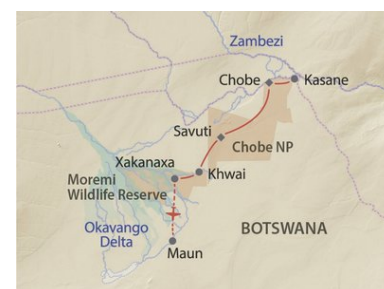 Zambezi
Chobe
Kasane
Savuti
Chobe NP
Xakanaxa
Khwai
Moremi
Wildlife Reserve
Okavango
Delta
BOTSWANA
Maun